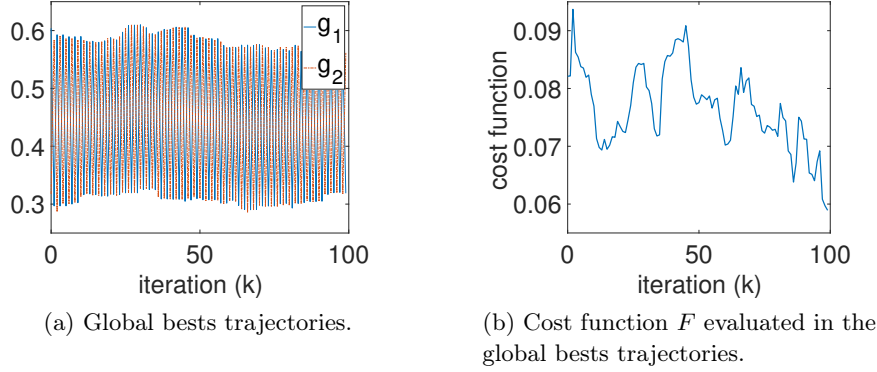 0.6
0.5
0.4
0.3
0
50
100
iteration (k)
g1
g2
(a) Global bests trajectories.
cost function
0.09
0.08
0.07
0.06
0
50
100
iteration (k)
(b) Cost function F evaluated in the
global bests trajectories.